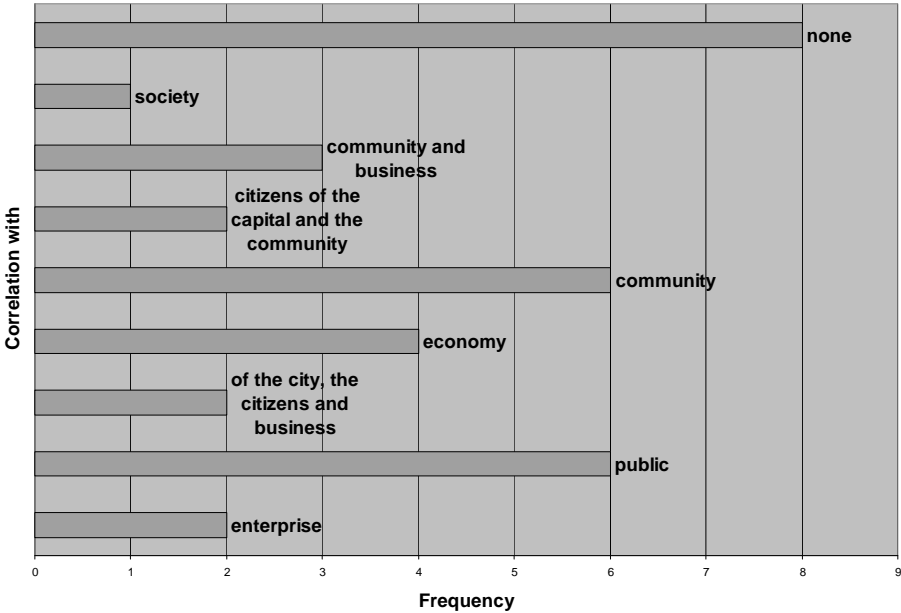 none
society
community and
business
citizens of the
capital and the
community
community
economy
of the city, the
citizens and
business
public
enterprise
Correlation with
0 1 2 3 4 5 6 7 8 9
Frequency